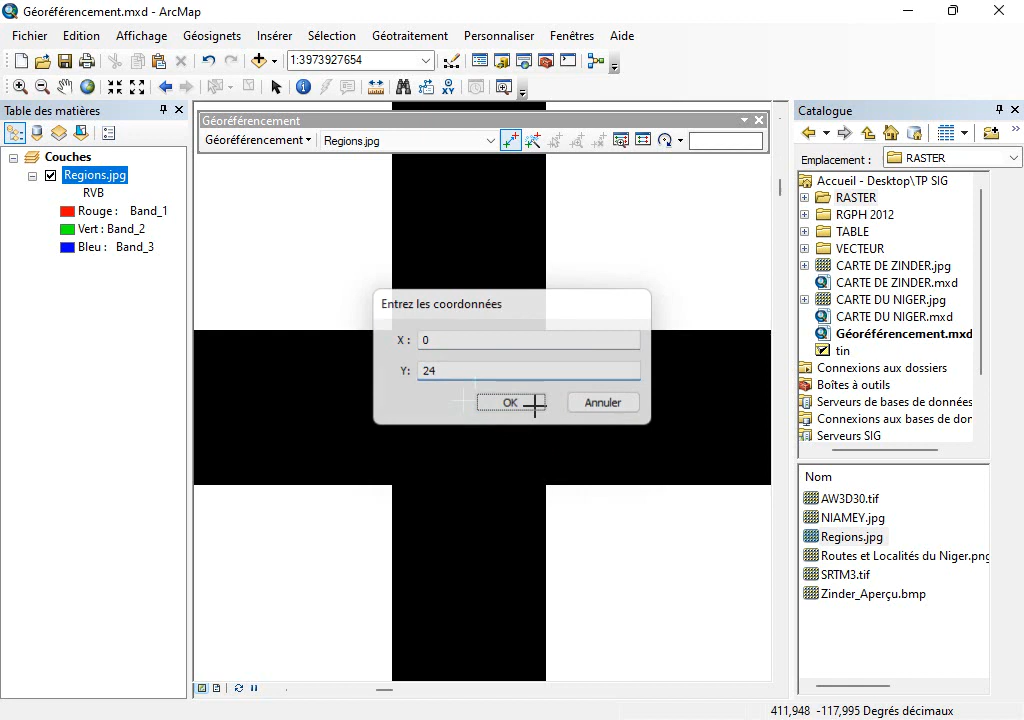 Géoréférencement.mxd - ArcMap
Fichier Edition Affichage Géosignets Insérer Sélection Géotraitement Personnaliser Fenêtres Aide
1:3973927654
Table des matières
Couches
Regions.jpg
RVB
Rouge : Band_1
Vert : Band_2
Bleu : Band_3
Géoréférencement
Géoréférencement Regions.jpg
Entrez les coordonnées
X : 0
Y: 24
OK Annuler
Catalogue
Emplacement : RASTER
Accueil - Desktop\TP SIG
RASTER
RGPH 2012
TABLE
VECTEUR
CARTE DE ZINDER.jpg
CARTE DE ZINDER.mxd
CARTE DU NIGER.jpg
CARTE DU NIGER.mxd
Géoréférencement.mxd
tin
Connexions aux dossiers
Boîtes à outils
Serveurs de bases de données
Connexions aux bases de don
Serveurs SIG
Nom
AW3D30.tif
NIAMEY.jpg
Regions.jpg
Routes et Localités du Niger.png
SRTM3.tif
Zinder_Aperçu.bmp
411,948 -117,995 Degrés décimaux